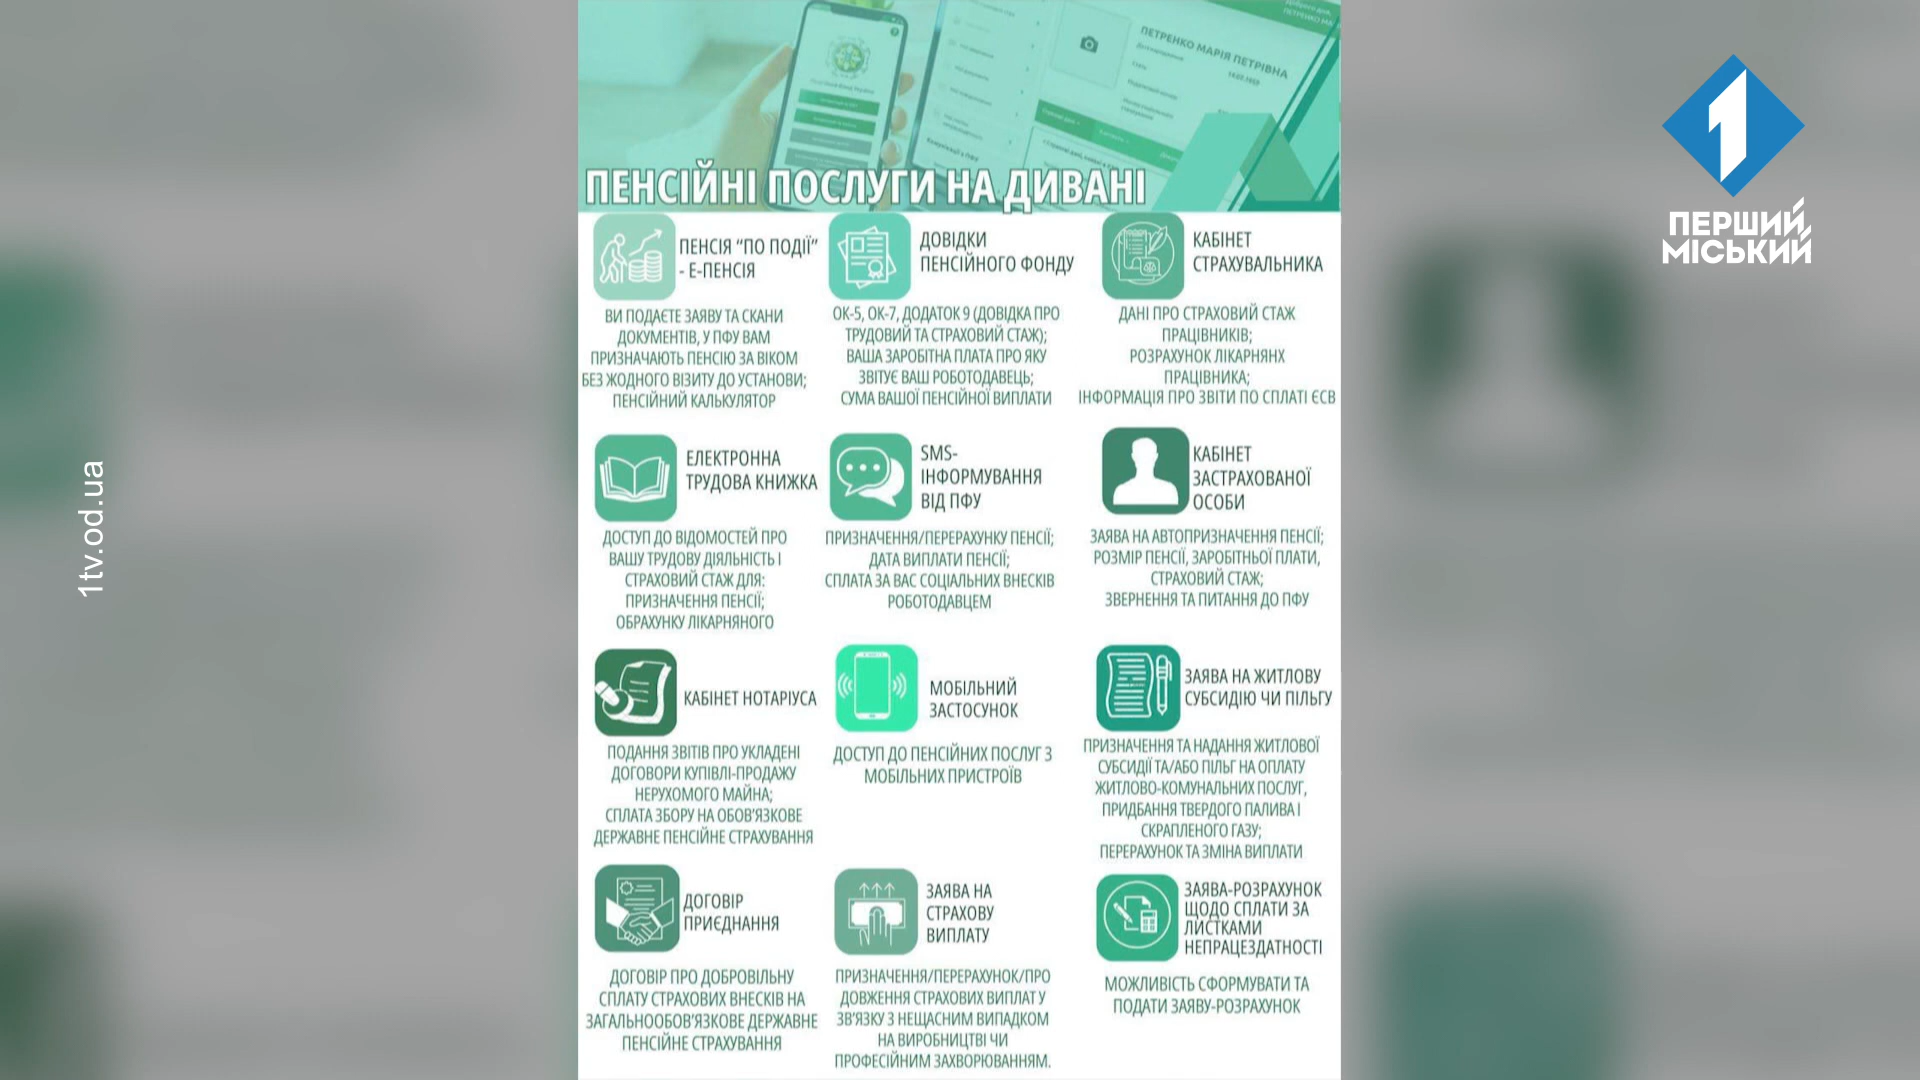 ПЕТРЕНКО МАРІЯ ПЕТРІВНА
ПЕНСІЙНІ ПОСЛУГИ НА ДИВАНІ
1
ПЕРШИЙ
МІСЬКИЙ
1tv.od.ua
ПЕНСІЯ “ПО ПОДІЇ”
- Е-ПЕНСІЯ
ВИ ПОДАЄТЕ ЗАЯВУ ТА СКАНИ
ДОКУМЕНТІВ, У ПФУ ВАМ
ПРИЗНАЧАЮТЬ ПЕНСІЮ ЗА ВІКОМ
БЕЗ ЖОДНОГО ВІЗИТУ ДО УСТАНОВИ;
ПЕНСІЙНИЙ КАЛЬКУЛЯТОР
ДОВІДКИ
ПЕНСІЙНОГО ФОНДУ
ОК-5, ОК-7, ДОДАТОК 9 (ДОВІДКА ПРО
ТРУДОВИЙ ТА СТРАХОВИЙ СТАЖ);
ВАША ЗАРОБІТНА ПЛАТА ПРО ЯКУ
ЗВІТУЄ ВАШ РОБОТОДАВЕЦЬ;
СУМА ВАШОЇ ПЕНСІЙНОЇ ВИПЛАТИ
КАБІНЕТ
СТРАХУВАЛЬНИКА
ДАНІ ПРО СТРАХОВИЙ СТАЖ
ПРАЦІВНИКІВ;
РОЗРАХУНОК ЛІКАРНЯНХ
ПРАЦІВНИКА;
ІНФОРМАЦІЯ ПРО ЗВІТИ ПО СПЛАТІ ЄСВ
ЕЛЕКТРОННА
ТРУДОВА КНИЖКА
ДОСТУП ДО ВІДОМОСТЕЙ ПРО
ВАШУ ТРУДОВУ ДІЯЛЬНІСТЬ І
СТРАХОВИЙ СТАЖ ДЛЯ:
ПРИЗНАЧЕННЯ ПЕНСІЇ;
ОБРАХУНКУ ЛІКАРНЯНОГО
SMS-
ІНФОРМУВАННЯ
ВІД ПФУ
ПРИЗНАЧЕННЯ/ПЕРЕРАХУНКУ ПЕНСІЇ;
ДАТА ВИПЛАТИ ПЕНСІЇ;
СПЛАТА ЗА ВАС СОЦІАЛЬНИХ ВНЕСКІВ
РОБОТОДАВЦЕМ
КАБІНЕТ
ЗАСТРАХОВАНОЇ
ОСОБИ
ЗАЯВА НА АВТОПРИЗНАЧЕННЯ ПЕНСІЇ;
РОЗМІР ПЕНСІЇ, ЗАРОБІТНЬОЇ ПЛАТИ,
СТРАХОВИЙ СТАЖ;
ЗВЕРНЕННЯ ТА ПИТАННЯ ДО ПФУ
КАБІНЕТ НОТАРІУСА
ПОДАННЯ ЗВІТІВ ПРО УКЛАДЕНІ
ДОГОВОРИ КУПІВЛІ-ПРОДАЖУ
НЕРУХОМОГО МАЙНА;
СПЛАТА ЗБОРУ НА ОБОВ'ЯЗКОВЕ
ДЕРЖАВНЕ ПЕНСІЙНЕ СТРАХУВАННЯ
МОБІЛЬНИЙ
ЗАСТОСУНОК
ДОСТУП ДО ПЕНСІЙНИХ ПОСЛУГ З
МОБІЛЬНИХ ПРИСТРОЇВ
ЗАЯВА НА ЖИТЛОВУ
СУБСИДІЮ ЧИ ПІЛЬГУ
ПРИЗНАЧЕННЯ ТА НАДАННЯ ЖИТЛОВОЇ
СУБСИДІЇ ТА/АБО ПІЛЬГ НА ОПЛАТУ
ЖИТЛОВО-КОМУНАЛЬНИХ ПОСЛУГ,
ПРИДБАННЯ ТВЕРДОГО ПАЛИВА І
СКРАПЛЕНОГО ГАЗУ;
ПЕРЕРАХУНОК ТА ЗМІНА ВИПЛАТИ
ДОГОВІР
ПРИЄДНАННЯ
ДОГОВІР ПРО ДОБРОВІЛЬНУ
СПЛАТУ СТРАХОВИХ ВНЕСКІВ НА
ЗАГАЛЬНООБОВ'ЯЗКОВЕ ДЕРЖАВНЕ
ПЕНСІЙНЕ СТРАХУВАННЯ
ЗАЯВА НА
СТРАХОВУ
ВИПЛАТУ
ПРИЗНАЧЕННЯ/ПЕРЕРАХУНОК/ПРО
ДОВЖЕННЯ СТРАХОВИХ ВИПЛАТ У
ЗВ'ЯЗКУ З НЕЩАСНИМ ВИПАДКОМ
НА ВИРОБНИЦТВІ ЧИ
ПРОФЕСІЙНИМ ЗАХВОРЮВАННЯМ.
ЗАЯВА-РОЗРАХУНОК
ЩОДО СПЛАТИ ЗА
ЛИСТКАМИ
НЕПРАЦЕЗДАТНОСТІ
МОЖЛИВІСТЬ СФОРМУВАТИ ТА
ПОДАТИ ЗАЯВУ-РОЗРАХУНОК